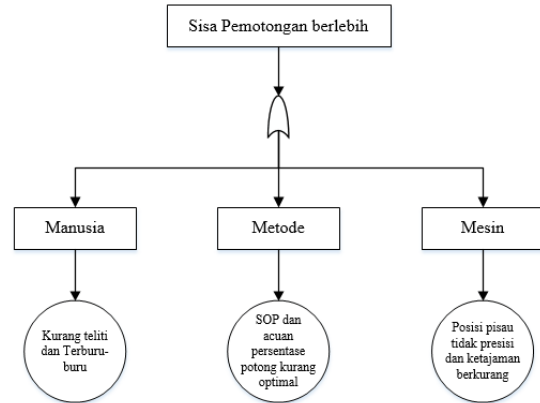 Sisa Pemotongan berlebih
Manusia
Metode
Mesin
Kurang teliti
dan Terburu-
buru
SOP dan
acuan
persentase
potong kurang
optimal
Posisi pisau
tidak presisi
dan ketajaman
berkurang